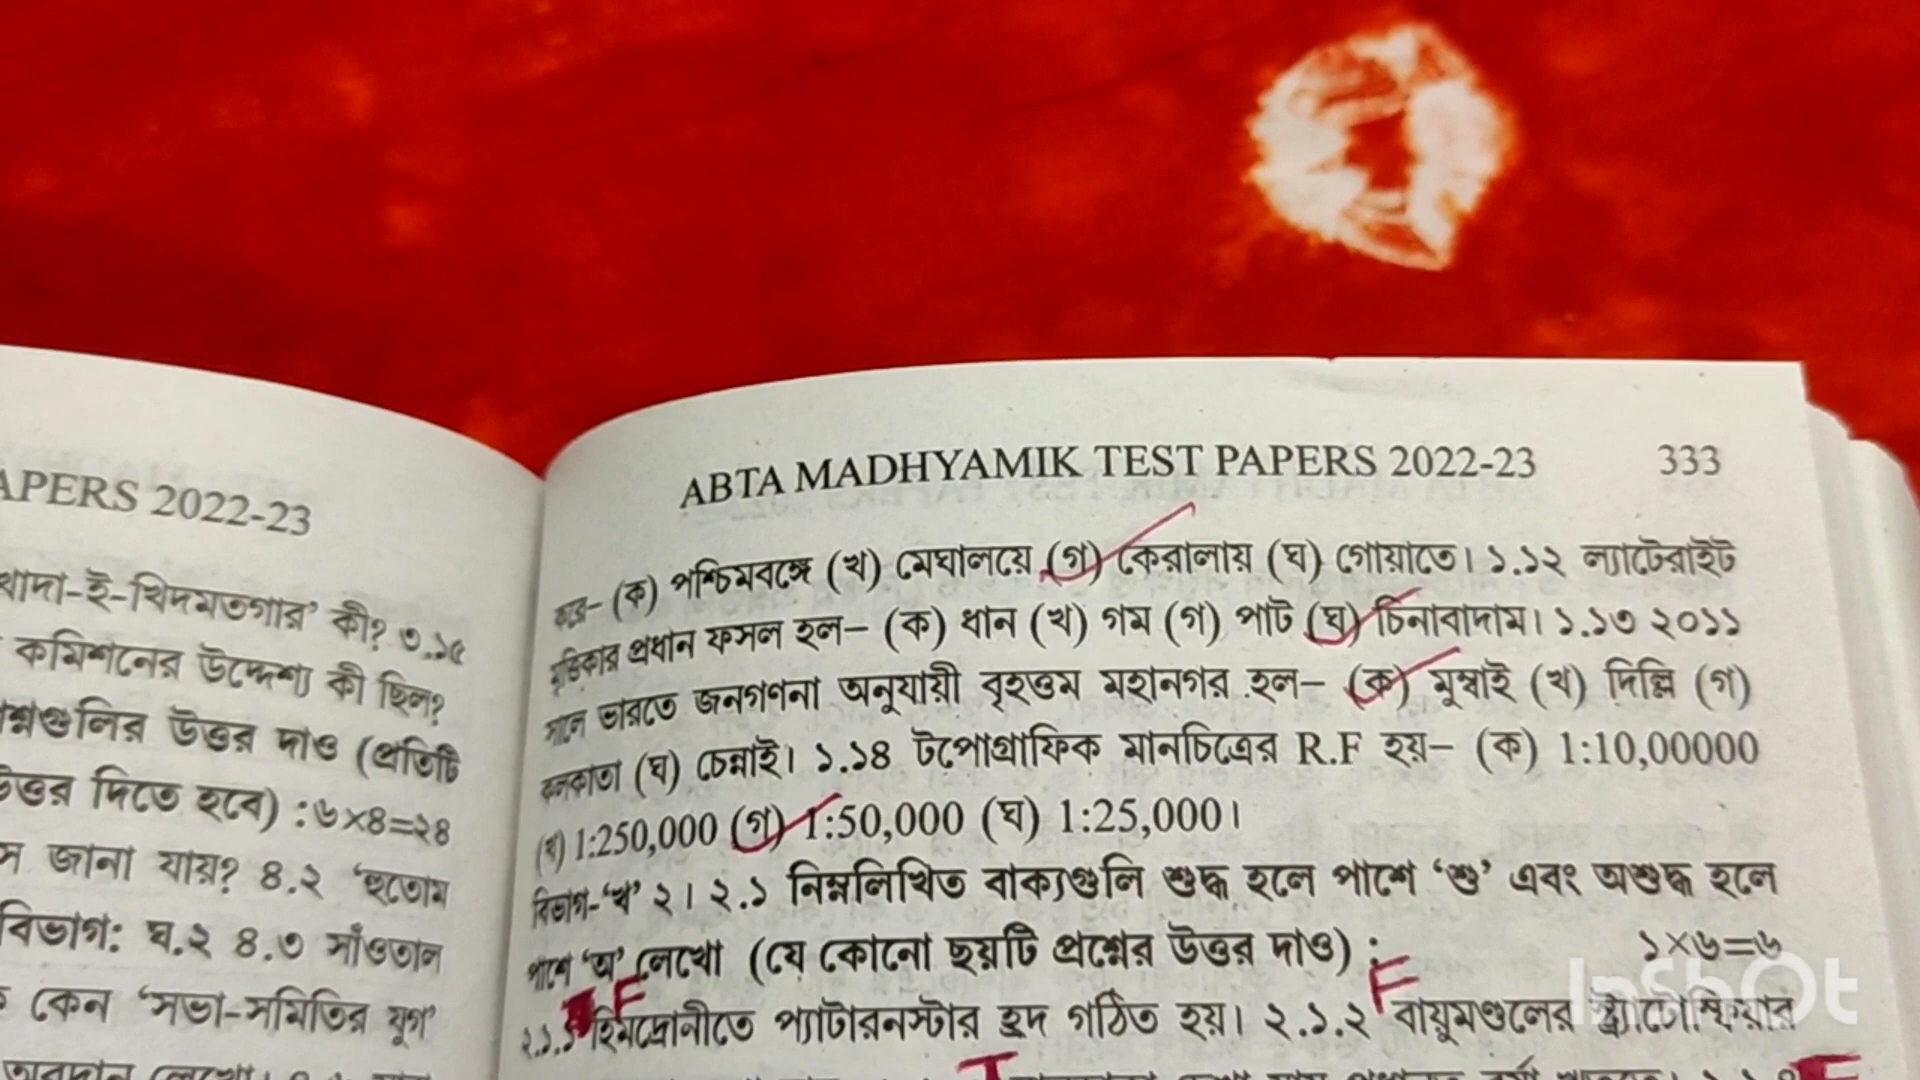 APERS 2022-23
খাদা-ই-খিদমতগার’ কী? ৩.১৫
কমিশনের উদ্দেশ্য কী ছিল?
শ্নগুলির উত্তর দাও (প্রতিটি
উত্তর দিতে হবে) : ৬×৪=২৪
স জানা যায়? ৪.২ ‘হুতোম
বিভাগ: ঘ.২ ৪.৩ সাঁওতাল
কেন ‘সভা-সমিতির যুগ’
ABTA MADHYAMIK TEST PAPERS 2022-23 333
করে– (ক) পশ্চিমবঙ্গে (খ) মেঘালয়ে (গ) কেরালায় (ঘ) গোয়াতে। ১.১২ ল্যাটেরাইট
মৃত্তিকার প্রধান ফসল হল– (ক) ধান (খ) গম (গ) পাট (ঘ) চিনাবাদাম। ১.১৩ ২০১১
সালে ভারতে জনগণনা অনুযায়ী বৃহত্তম মহানগর হল– (ক) মুম্বাই (খ) দিল্লি (গ)
কলকাতা (ঘ) চেন্নাই। ১.১৪ টপোগ্রাফিক মানচিত্রের R.F হয়– (ক) 1:10,00000
(খ) 1:250,000 (গ) 1:50,000 (ঘ) 1:25,000।
বিভাগ-‘খ’ ২। ২.১ নিম্নলিখিত বাক্যগুলি শুদ্ধ হলে পাশে ‘শু’ এবং অশুদ্ধ হলে
পাশে ‘অ’ লেখো (যে কোনো ছয়টি প্রশ্নের উত্তর দাও) : ১×৬=৬
F F
২.১.১ হিমদ্রোনীতে প্যাটারনস্টার হ্রদ গঠিত হয়। ২.১.২ বায়ুমণ্ডলের স্ট্র্যাটোস্ফিয়ার
T F
InShOt